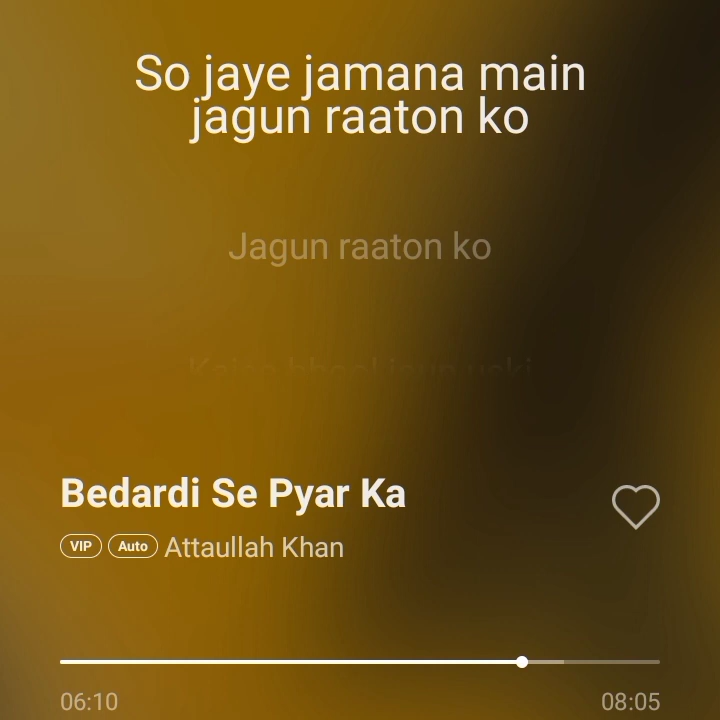 So jaye jamana main
jagun raaton ko
Jagun raaton ko
Bedardi Se Pyar Ka
VIP Auto Attaullah Khan
06:10 08:05